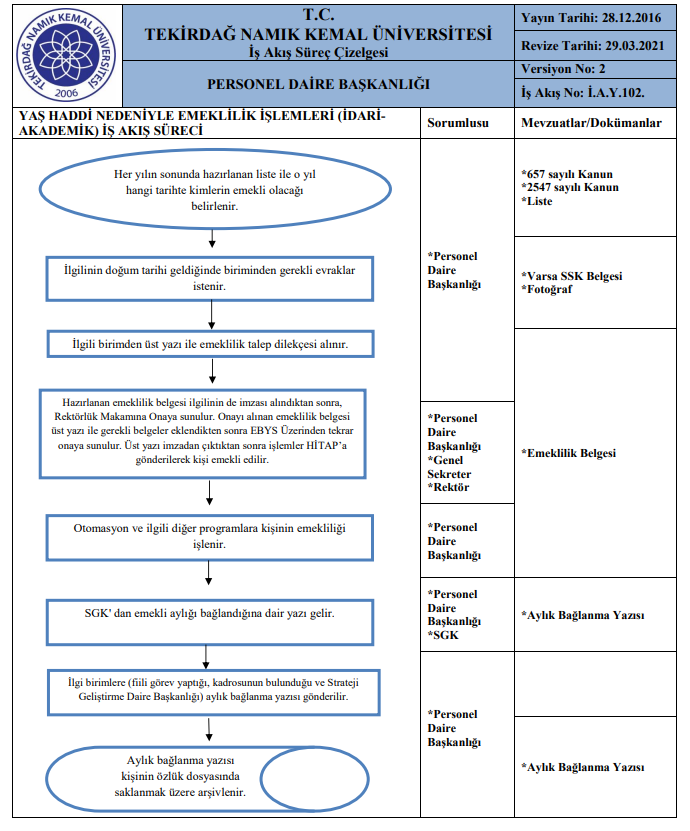 TEKİRDAĞ NAMIK KEMAL ÜNİVERSİTESİ
2006
T.C.
TEKİRDAĞ NAMIK KEMAL ÜNİVERSİTESİ
İş Akış Süreç Çizelgesi
PERSONEL DAİRE BAŞKANLIĞI
Yayın Tarihi: 28.12.2016
Revize Tarihi: 29.03.2021
Versiyon No: 2
İş Akış No: İ.A.Y.102.
YAŞ HADDİ NEDENİYLE EMEKLİLİK İŞLEMLERİ (İDARİ-
AKADEMİK) İŞ AKIŞ SÜRECİ
Sorumlusu
Mevzuatlar/Dokümanlar
Her yılın sonunda hazırlanan liste ile o yıl
hangi tarihte kimlerin emekli olacağı
belirlenir.
*657 sayılı Kanun
*2547 sayılı Kanun
*Liste
*Personel
Daire
Başkanlığı
İlgilinin doğum tarihi geldiğinde biriminden gerekli evraklar
istenir.
*Varsa SSK Belgesi
*Fotoğraf
İlgili birimden üst yazı ile emeklilik talep dilekçesi alınır.
Hazırlanan emeklilik belgesi ilgilinin de imzası alındıktan sonra,
Rektörlük Makamına Onaya sunulur. Onayı alınan emeklilik belgesi
üst yazı ile gerekli belgeler eklendikten sonra EBYS Üzerinden tekrar
onaya sunulur. Üst yazı imzadan çıktıktan sonra işlemler HİTAP’a
gönderilerek kişi emekli edilir.
*Personel
Daire
Başkanlığı
*Genel
Sekreter
*Rektör
*Emeklilik Belgesi
Otomasyon ve ilgili diğer programlara kişinin emekliliği
işlenir.
*Personel
Daire
Başkanlığı
SGK' dan emekli aylığı bağlandığına dair yazı gelir.
*Personel
Daire
Başkanlığı
*SGK
*Aylık Bağlanma Yazısı
İlgi birimlere (fiili görev yaptığı, kadrosunun bulunduğu ve Strateji
Geliştirme Daire Başkanlığı) aylık bağlanma yazısı gönderilir.
*Personel
Daire
Başkanlığı
Aylık bağlanma yazısı
kişinin özlük dosyasında
saklanmak üzere arşivlenir.
*Aylık Bağlanma Yazısı